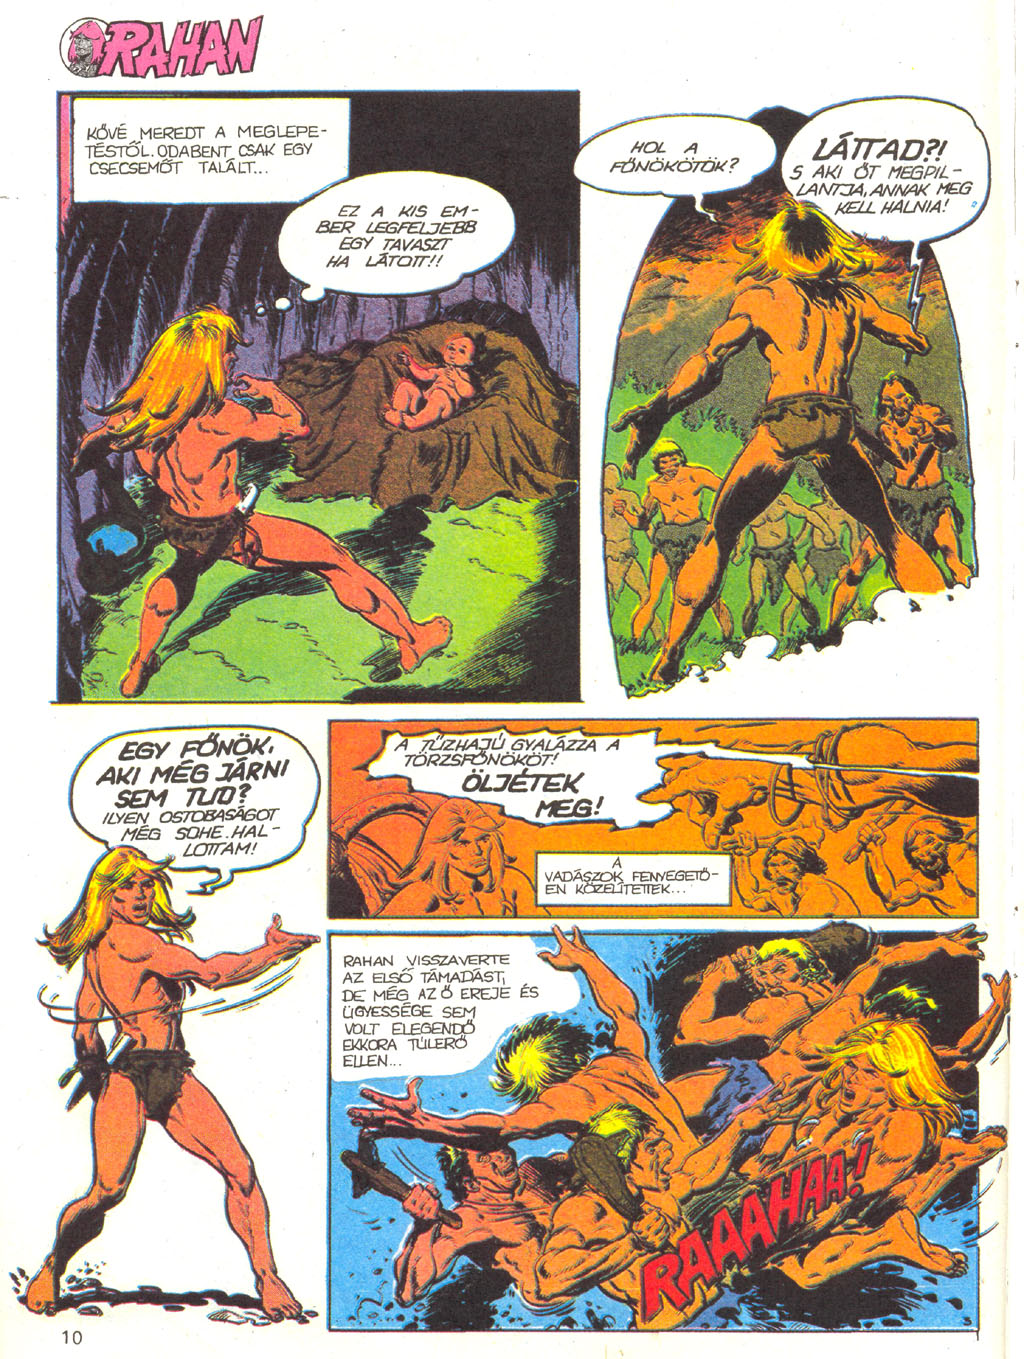 RAHAN
KŐVÉ MEREDT A MEGLEPE-
TÉSTŐL. ODABENT CSAK EGY
CSECSEMŐT TALÁLT...
EZ A KIS EM-
BER LEGFELJEBB
EGY TAVASZT
HA LÁTOTT!!
HOL A
FŐNÖKÖTÖK?
LÁTTAD?!
S AKI ŐT MEGPIL-
LANTJA, ANNAK MEG
KELL HALNIA!
EGY FŐNÖK,
AKI MÉG JÁRNI
SEM TUD?
ILYEN OSTOBASÁGOT
MÉG SOHE.HAL-
LOTTAM!
A TŰZHAJÚ GYALÁZZA A
TÖRZSFŐNÖKÖT!
ÖLJÉTEK
MEG!
A
VADÁSZOK FENYEGETŐ-
EN KÖZELÍTETTEK...
RAHAN VISSZAVERTE
AZ ELSŐ TÁMADÁST,
DE MÉG AZ Ő EREJE ÉS
ÜGYESSÉGE SEM
VOLT ELEGENDŐ
EKKORA TÚLERŐ
ELLEN...
RAAAHAA!
10